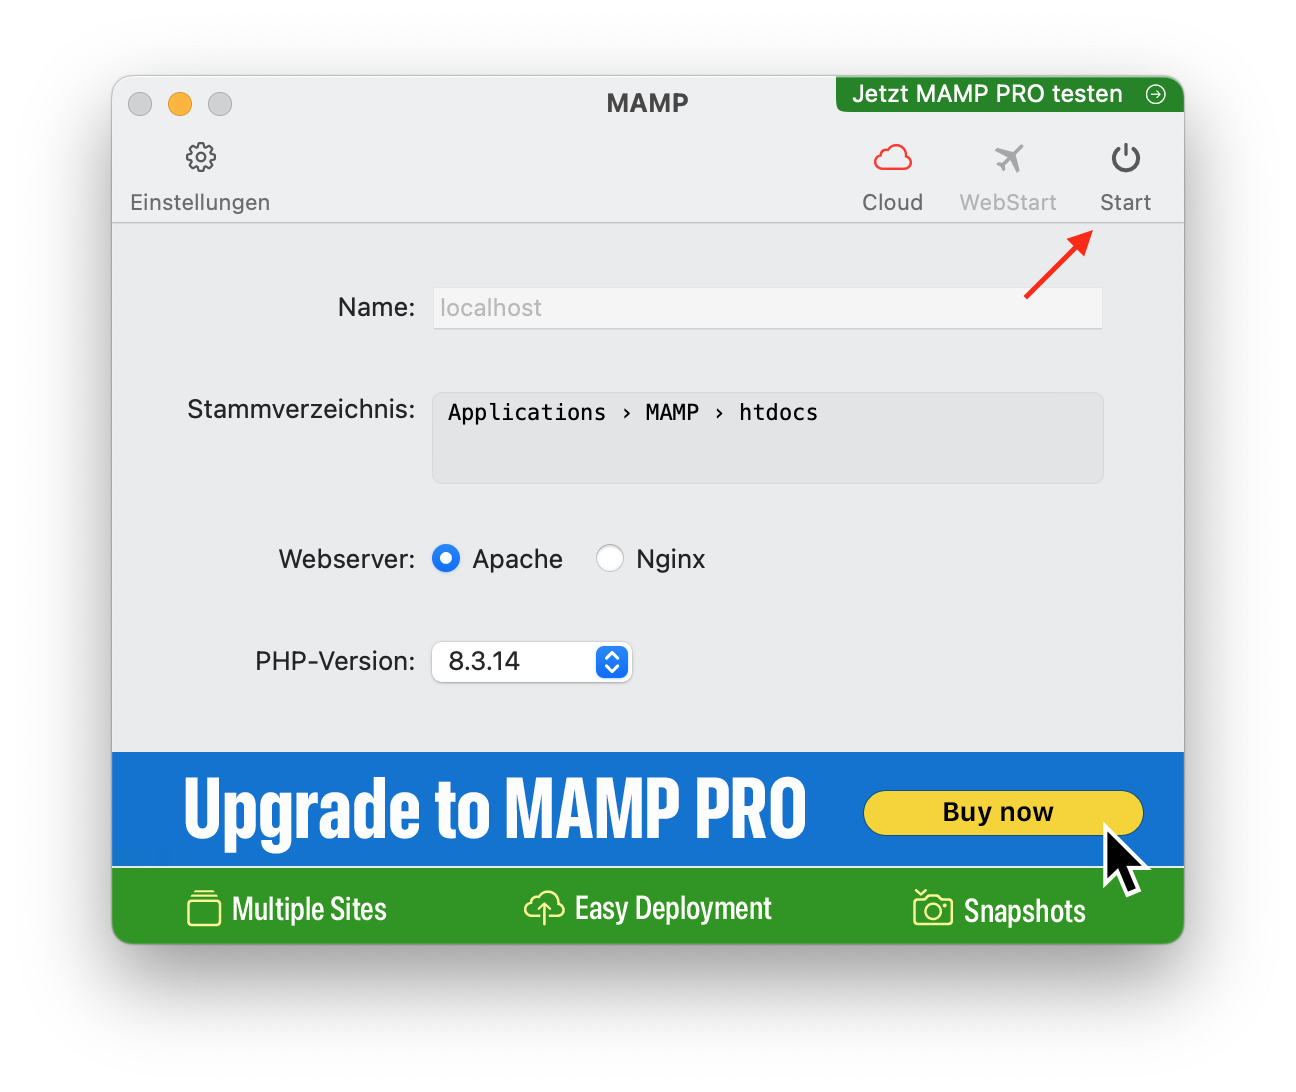 MAMP
Jetzt MAMP PRO testen
Einstellungen
Cloud
WebStart
Start
Name: localhost
Stammverzeichnis: Applications › MAMP › htdocs
Webserver: Apache Nginx
PHP-Version: 8.3.14
Upgrade to MAMP PRO
Buy now
Multiple Sites
Easy Deployment
Snapshots